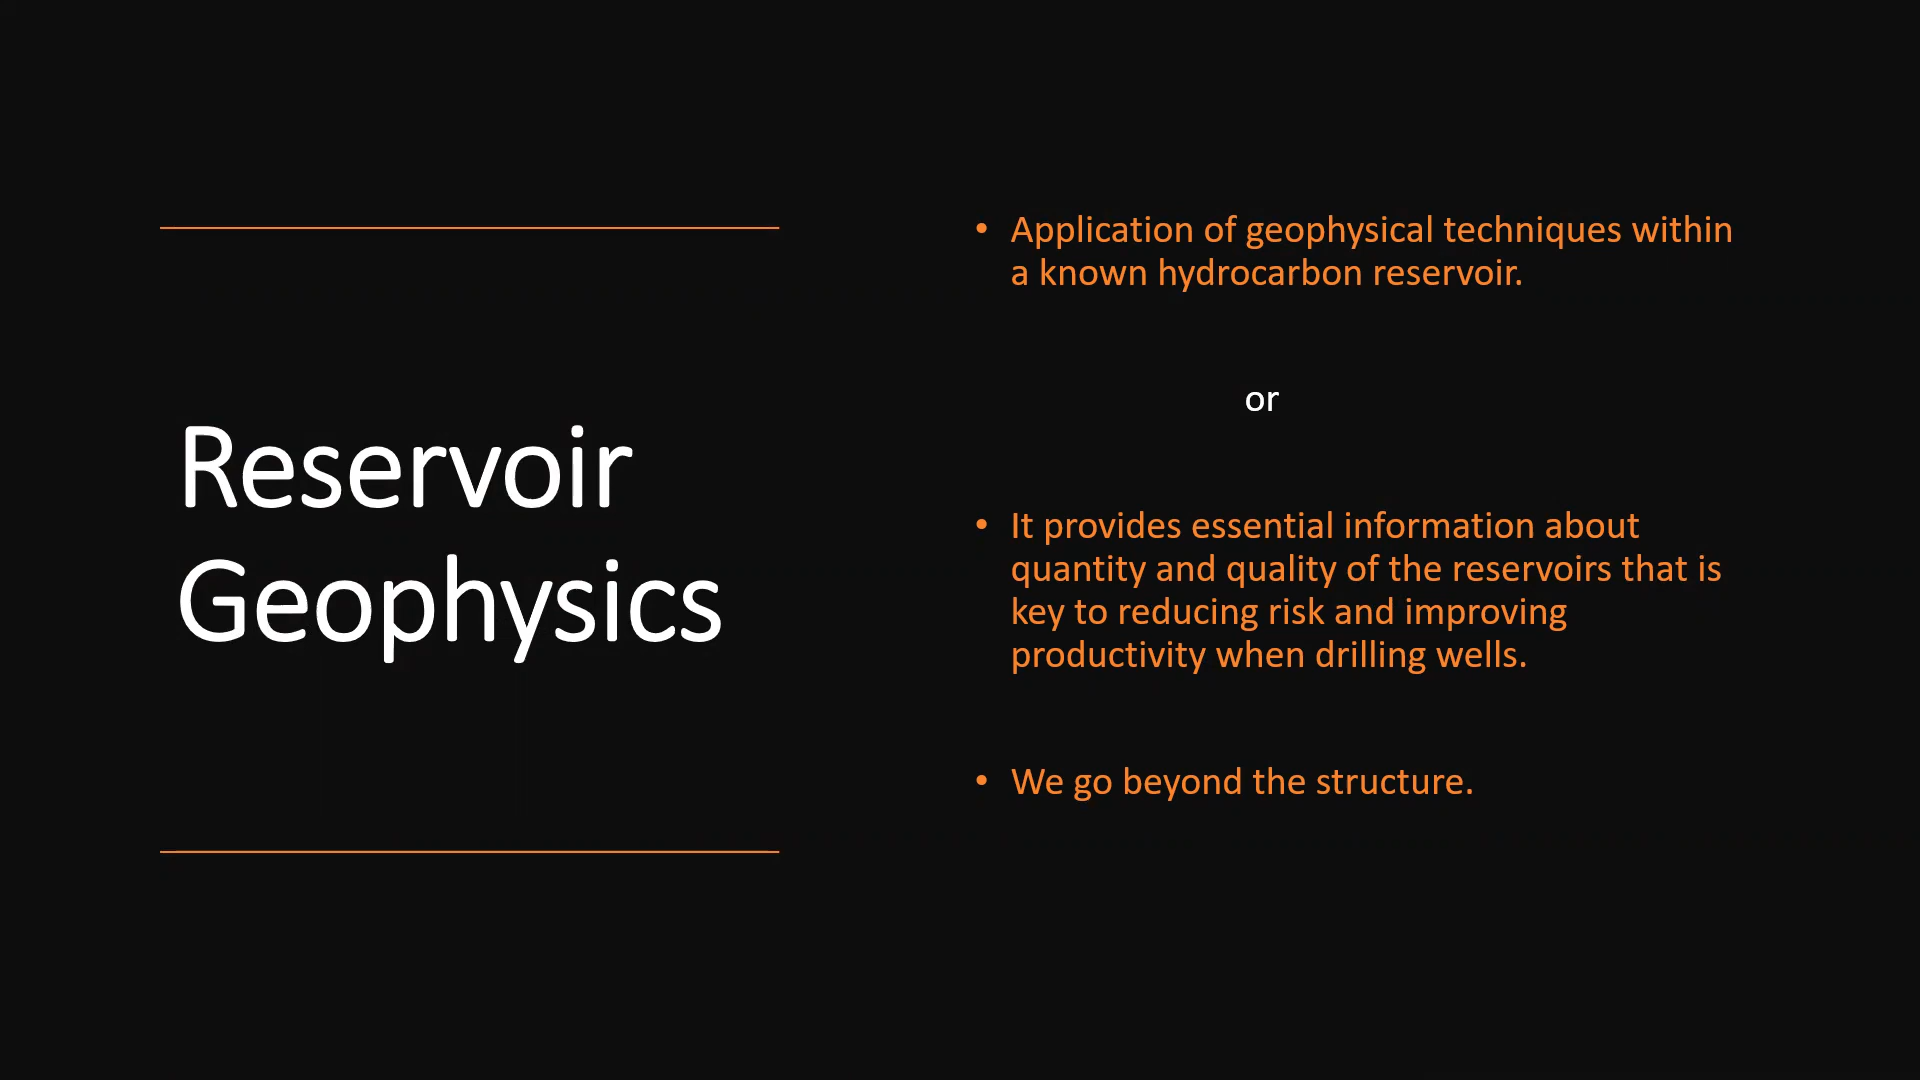 Reservoir
Geophysics
• Application of geophysical techniques within
a known hydrocarbon reservoir.
or
• It provides essential information about
quantity and quality of the reservoirs that is
key to reducing risk and improving
productivity when drilling wells.
• We go beyond the structure.